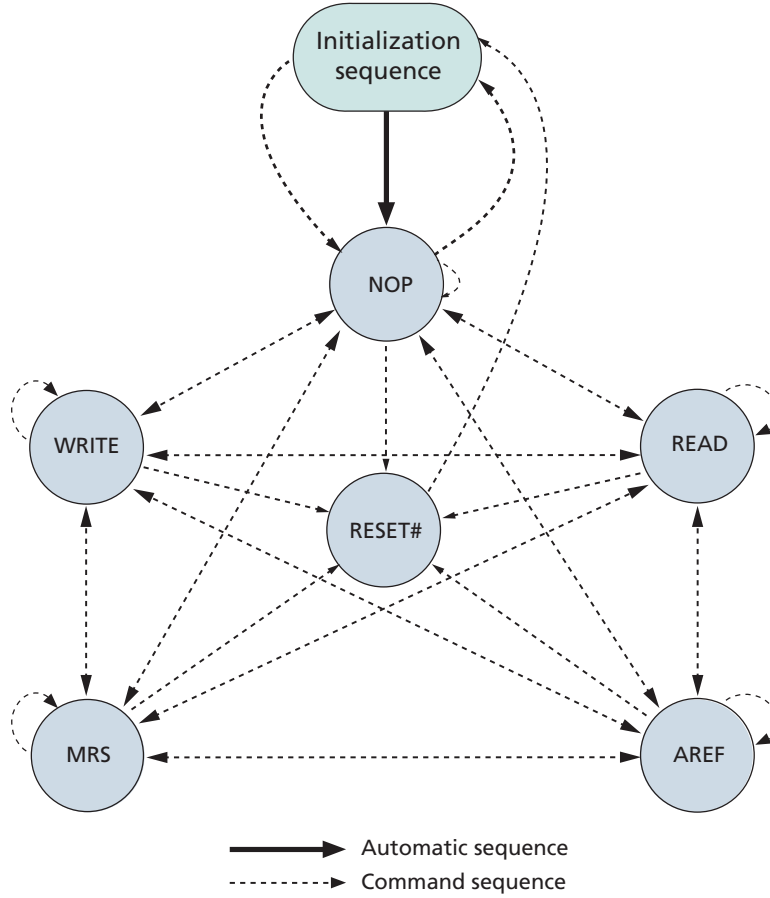 Initialization
sequence
NOP
WRITE
READ
RESET#
MRS
AREF
Automatic sequence
Command sequence